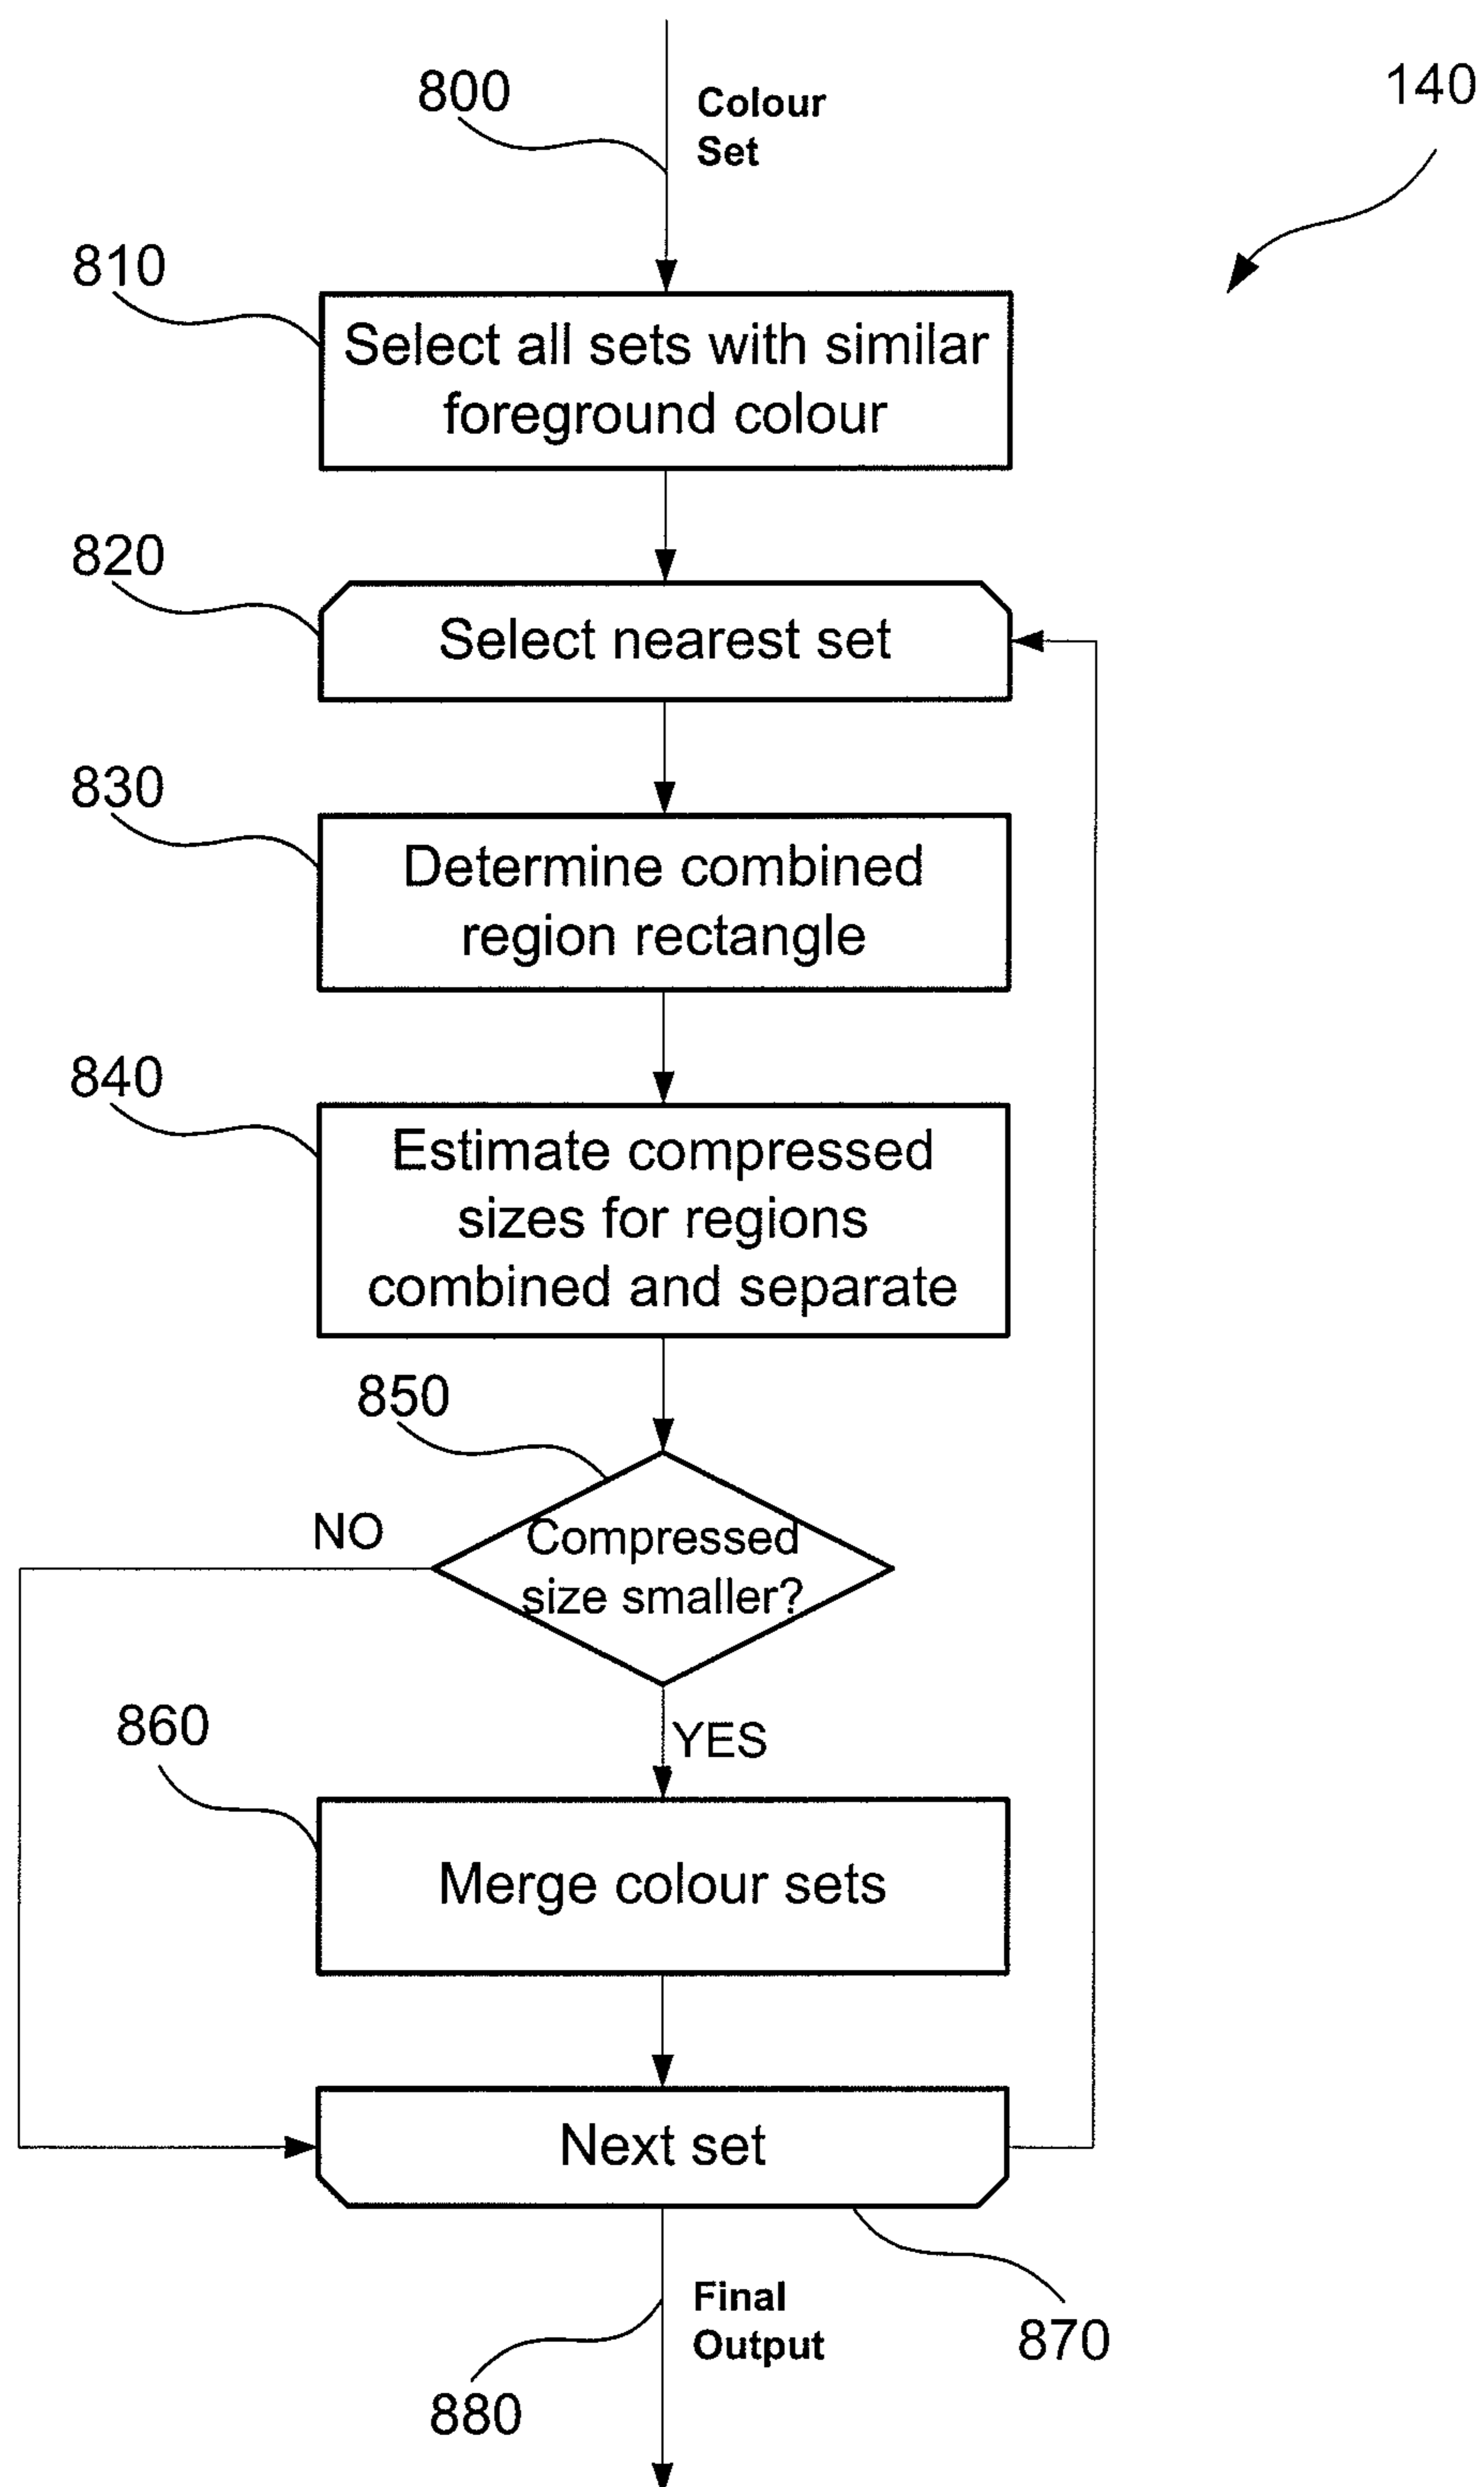 800
Colour
Set
140
810
Select all sets with similar
foreground colour
820
Select nearest set
830
Determine combined
region rectangle
840
Estimate compressed
sizes for regions
combined and separate
850
NO
Compressed
size smaller?
YES
860
Merge colour sets
Next set
870
Final
Output
880